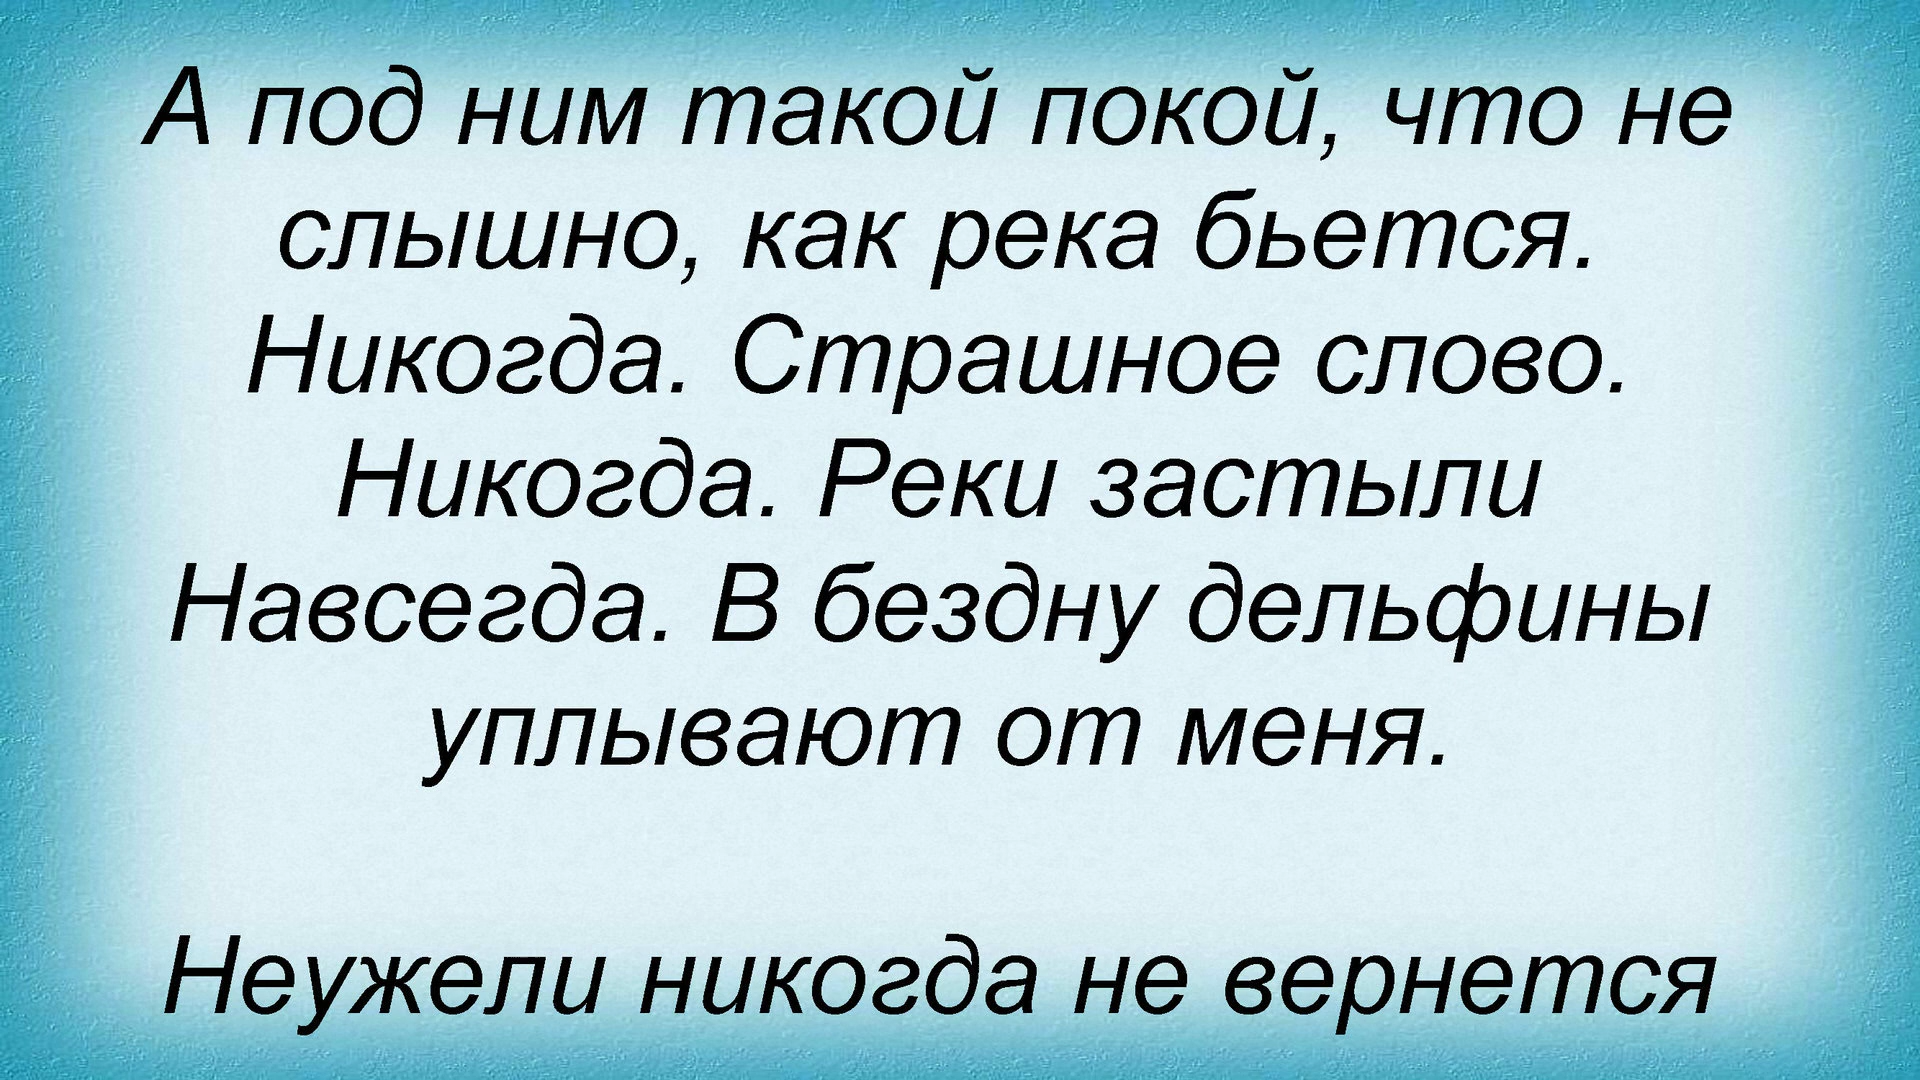 А под ним такой покой, что не
слышно, как река бьется.
Никогда. Страшное слово.
Никогда. Реки застыли
Навсегда. В бездну дельфины
уплывают от меня.
Неужели никогда не вернется